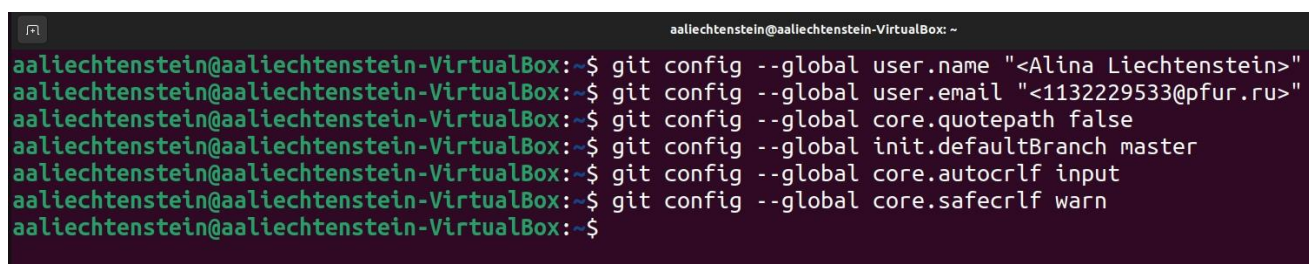 aaliechtenstein@aaliechtenstein-VirtualBox: ~
aaliechtenstein@aaliechtenstein-VirtualBox:~$ git config --global user.name "<Alina Liechtenstein>"
aaliechtenstein@aaliechtenstein-VirtualBox:~$ git config --global user.email "<1132229533@pfur.ru>"
aaliechtenstein@aaliechtenstein-VirtualBox:~$ git config --global core.quotepath false
aaliechtenstein@aaliechtenstein-VirtualBox:~$ git config --global init.defaultBranch master
aaliechtenstein@aaliechtenstein-VirtualBox:~$ git config --global core.autocrlf input
aaliechtenstein@aaliechtenstein-VirtualBox:~$ git config --global core.safecrlf warn
aaliechtenstein@aaliechtenstein-VirtualBox:~$